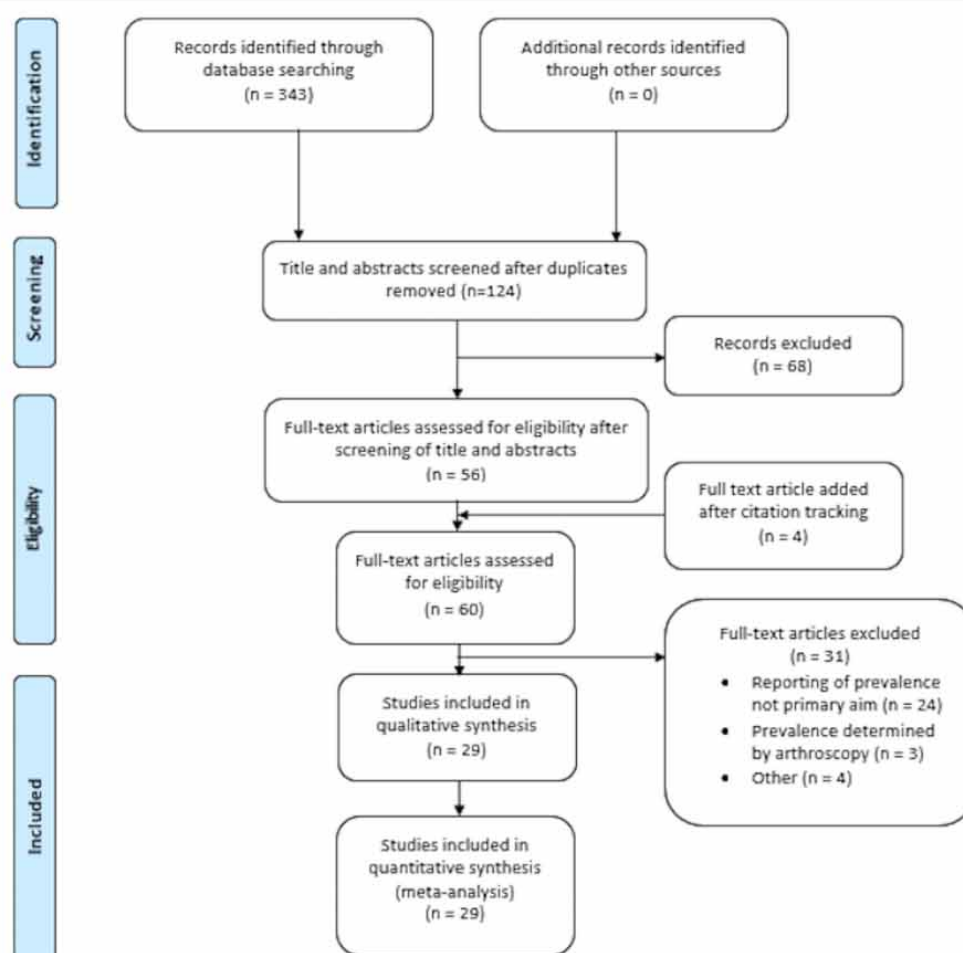 Identification
Records identified through
database searching
(n = 343)
Additional records identified
through other sources
(n = 0)
Screening
Title and abstracts screened after duplicates
removed (n=124)
Records excluded
(n = 68)
Eligibility
Full-text articles assessed for eligibility after
screening of title and abstracts
(n = 56)
Full text article added
after citation tracking
(n = 4)
Full-text articles assessed
for eligibility
(n = 60)
Full-text articles excluded
(n = 31)
• Reporting of prevalence
not primary aim (n = 24)
• Prevalence determined
by arthroscopy (n = 3)
• Other (n = 4)
Included
Studies included in
qualitative synthesis
(n = 29)
Studies included in
quantitative synthesis
(meta-analysis)
(n = 29)